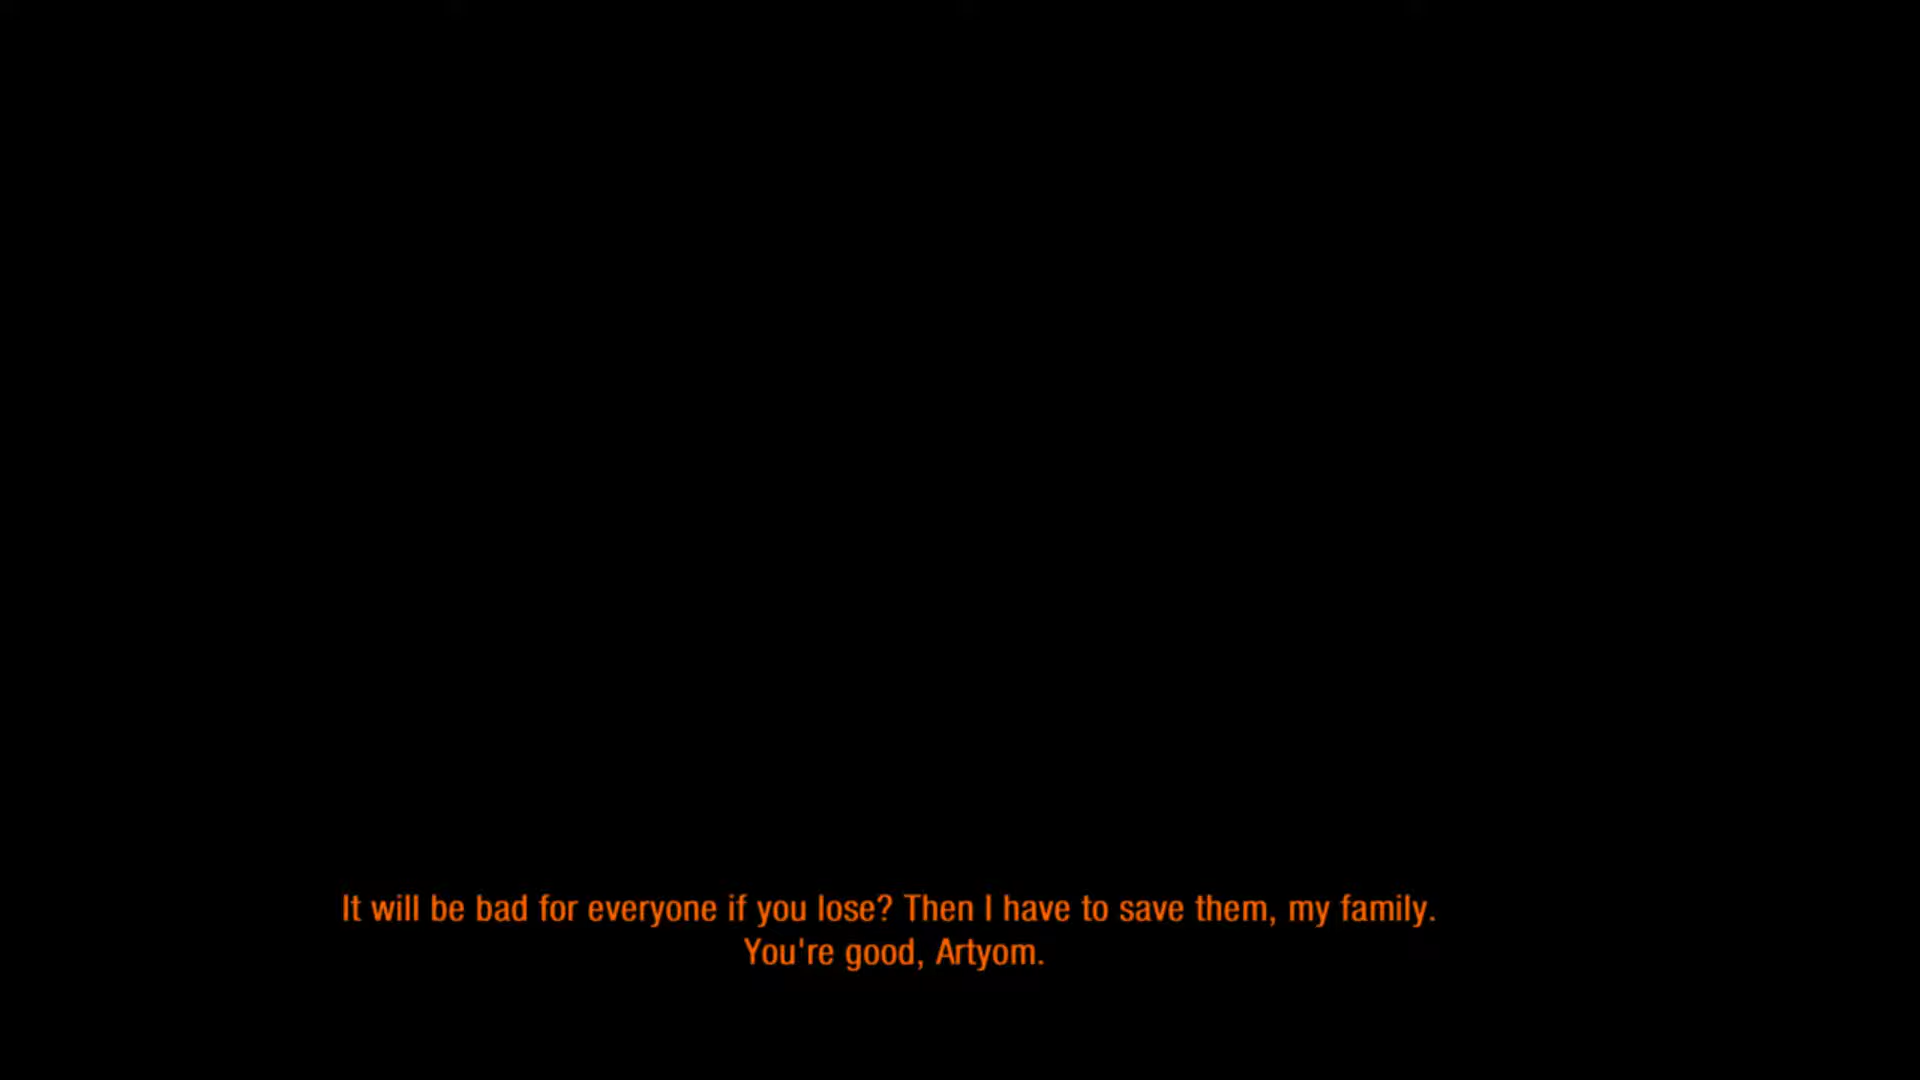 It will be bad for everyone if you lose? Then I have to save them, my family.
You're good, Artyom.